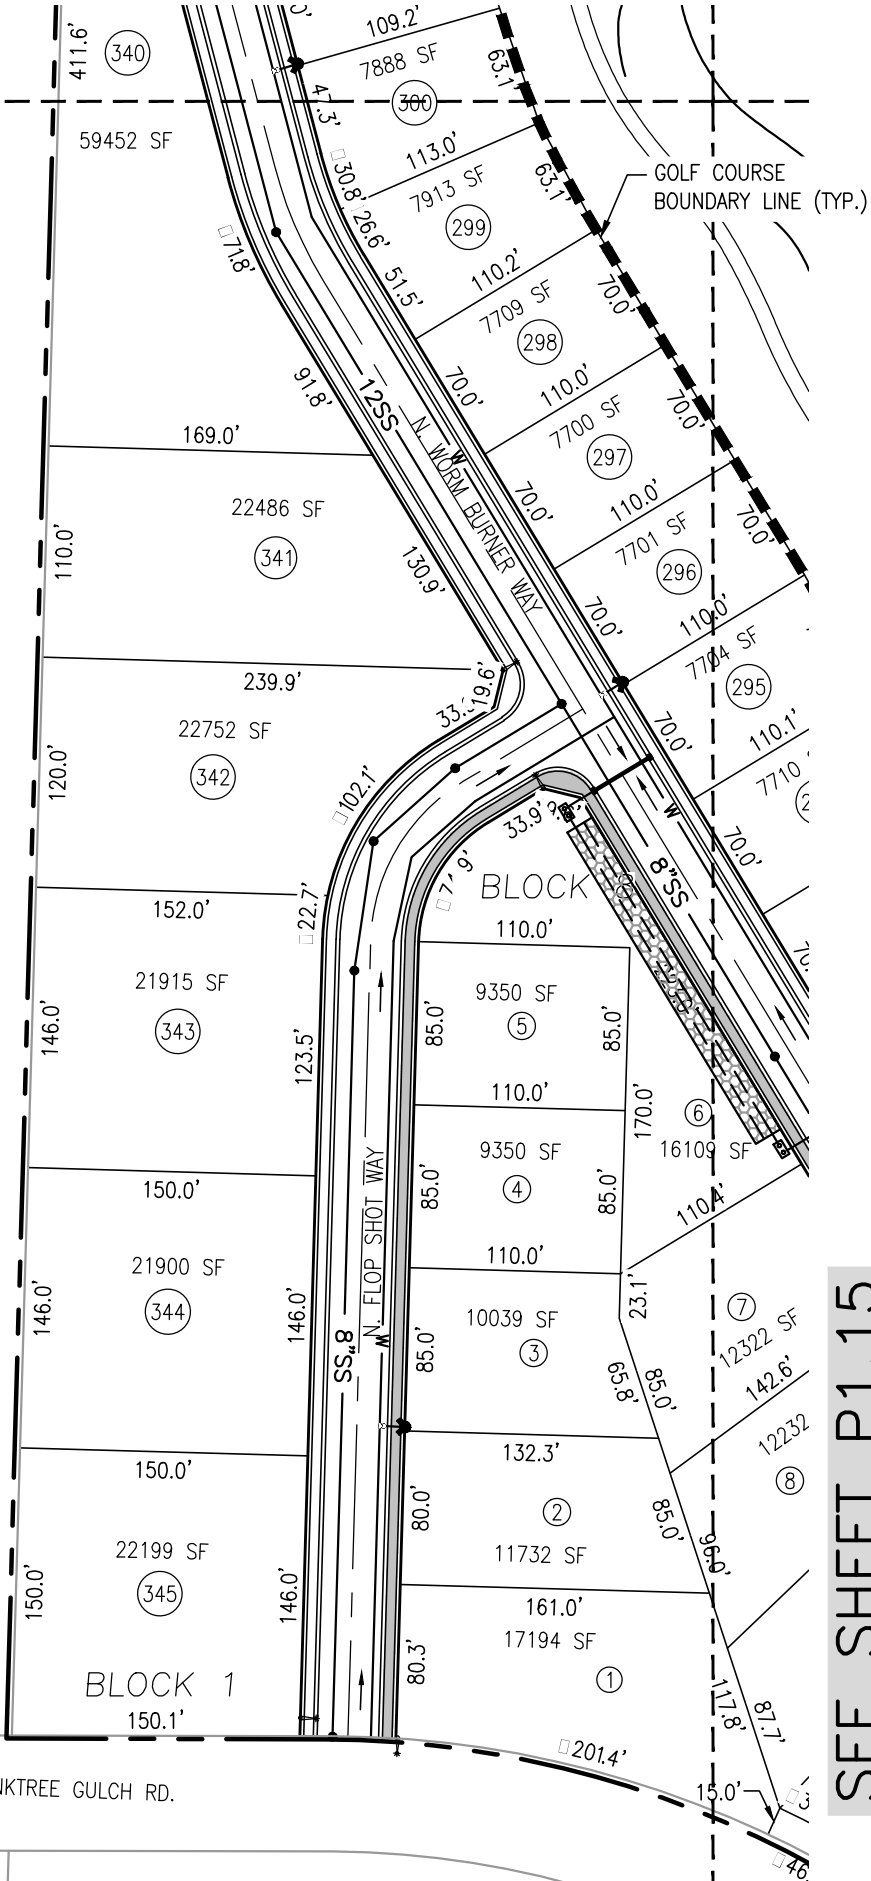 109.2'
411.6'
340
7888 SF
63.1'
300
47.3'
59452 SF
113.0'
30.8'
7913 SF
63.1'
GOLF COURSE
BOUNDARY LINE (TYP.)
299
26.6'
71.8'
51.5'
110.2'
7709 SF
70.0'
298
91.8'
12SS
70.0'
110.0'
70.0'
7700 SF
169.0'
N. WORM BURNER WAY
W
297
22486 SF
70.0'
110.0'
70.0'
7701 SF
110.0'
341
130.9'
296
70.0'
110.0'
7704 SF
239.9'
19.6'
295
22752 SF
70.0'
110.1'
120.0'
342
7710
102.1'
W
33.9'
70.0'
8"SS
BLOCK 8
152.0'
22.7'
110.0'
21915 SF
9350 SF
343
5
146.0'
123.5'
85.0'
85.0'
110.0'
170.0'
6
16109 SF
9350 SF
4
N. FLOP SHOT WAY
150.0'
85.0'
85.0'
110.4'
110.0'
21900 SF
23.1'
7
344
146.0'
146.0'
10039 SF
12322 SF
3
8"SS
W
85.0'
65.8'
85.0'
142.6'
12232
132.3'
150.0'
8
2
80.0'
85.0'
96.0'
22199 SF
11732 SF
345
150.0'
146.0'
161.0'
17194 SF
80.3'
1
BLOCK 1
117.8'
87.7'
150.1'
201.4'
NKTREE GULCH RD.
15.0'
46.
SEE SHEET P1.15